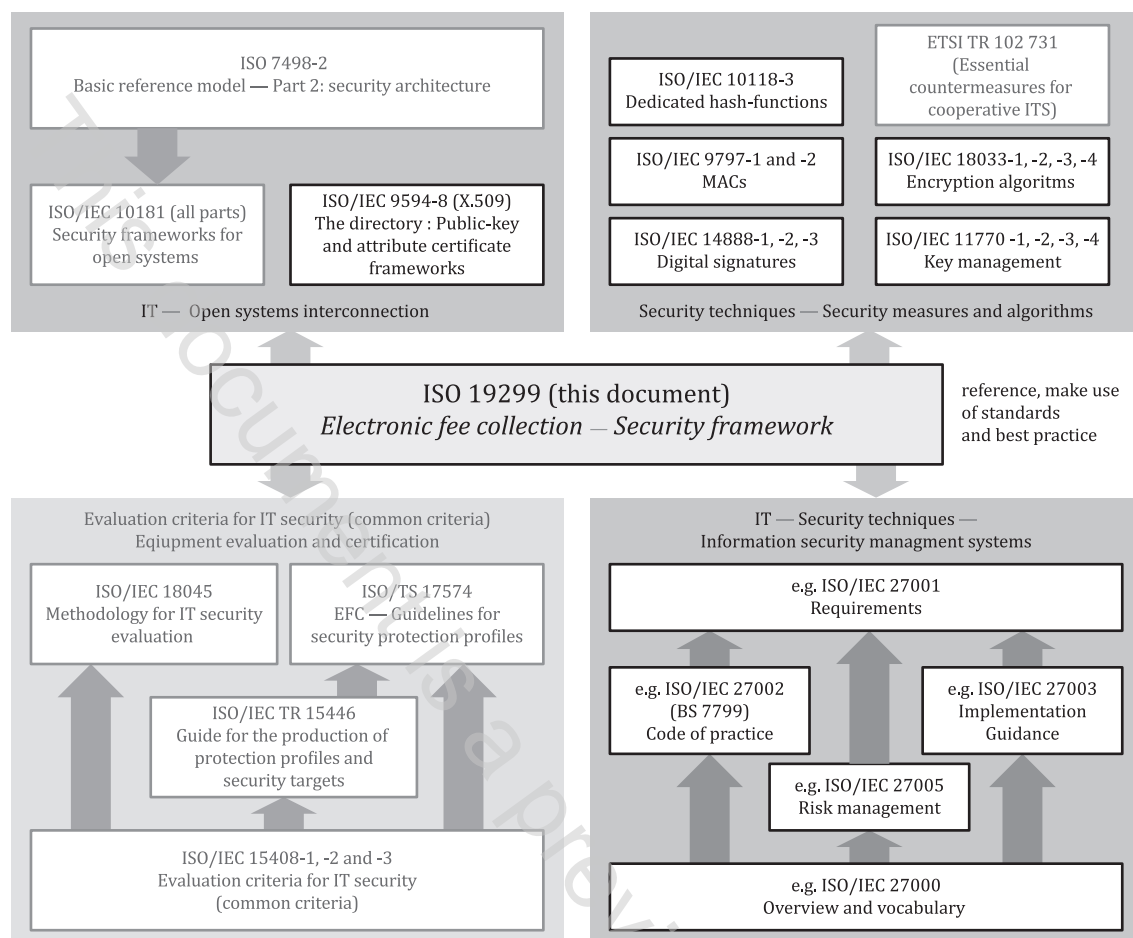 ISO 7498-2
Basic reference model — Part 2: security architecture
ISO/IEC 10181 (all parts)
Security frameworks for
open systems
ISO/IEC 9594-8 (X.509)
The directory : Public-key
and attribute certificate
frameworks
IT — Open systems interconnection
ETSI TR 102 731
(Essential
countermeasures for
cooperative ITS)
ISO/IEC 10118-3
Dedicated hash-functions
ISO/IEC 9797-1 and -2
MACs
ISO/IEC 18033-1, -2, -3, -4
Encryption algoritms
ISO/IEC 14888-1, -2, -3
Digital signatures
ISO/IEC 11770 -1, -2, -3, -4
Key management
Security techniques — Security measures and algorithms
ISO 19299 (this document)
Electronic fee collection — Security framework
reference, make use
of standards
and best practice
Evaluation criteria for IT security (common criteria)
Eqiupment evaluation and certification
ISO/IEC 18045
Methodology for IT security
evaluation
ISO/TS 17574
EFC — Guidelines for
security protection profiles
ISO/IEC TR 15446
Guide for the production of
protection profiles and
security targets
ISO/IEC 15408-1, -2 and -3
Evaluation criteria for IT security
(common criteria)
IT — Security techniques —
Information security managment systems
e.g. ISO/IEC 27001
Requirements
e.g. ISO/IEC 27002
(BS 7799)
Code of practice
e.g. ISO/IEC 27003
Implementation
Guidance
e.g. ISO/IEC 27005
Risk management
e.g. ISO/IEC 27000
Overview and vocabulary
This document is a previ